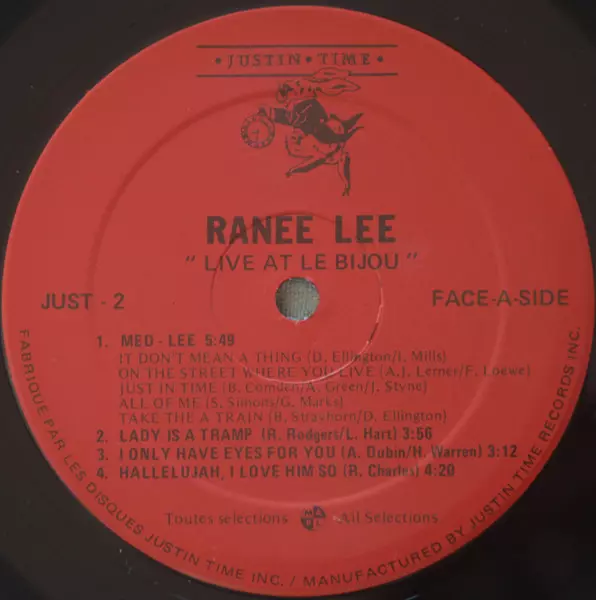 • JUSTIN • TIME •
RANEE LEE
"LIVE AT LE BIJOU"
JUST - 2
FACE-A-SIDE
1. MED - LEE 5:49
IT DON'T MEAN A THING (D. Ellington/I. Mills)
ON THE STREET WHERE YOU LIVE (A.J. Lerner/F. Loewe)
JUST IN TIME (B. Comden/A. Green/J. Styne)
ALL OF ME (S. Simons/G. Marks)
TAKE THE A TRAIN (B. Strayhorn/D. Ellington)
2. LADY IS A TRAMP (R. Rodgers/L. Hart) 3:56
3. I ONLY HAVE EYES FOR YOU (A. Dubin/H. Warren) 3:12
4. HALLELUJAH, I LOVE HIM SO (R. Charles) 4:20
Toutes selections All Selections
FABRIQUÉ PAR LES DISQUES JUSTIN TIME INC. / MANUFACTURED BY JUSTIN TIME RECORDS INC.